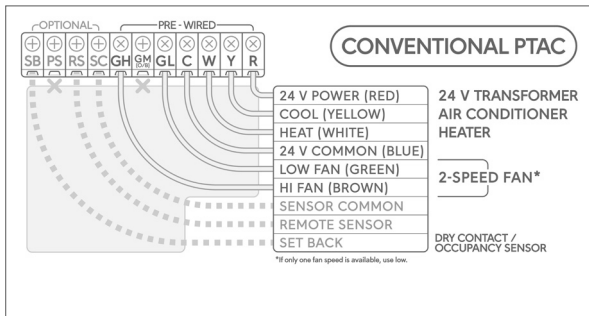 OPTIONAL
PRE - WIRED
SB PS RS SC GH GM (O/B) GL C W Y R
CONVENTIONAL PTAC
24 V POWER (RED)
COOL (YELLOW)
HEAT (WHITE)
24 V COMMON (BLUE)
LOW FAN (GREEN)
HI FAN (BROWN)
SENSOR COMMON
REMOTE SENSOR
SET BACK
24 V TRANSFORMER
AIR CONDITIONER
HEATER
2-SPEED FAN*
DRY CONTACT /
OCCUPANCY SENSOR
*If only one fan speed is available, use low.